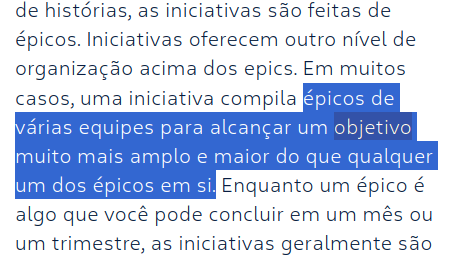 de histórias, as iniciativas são feitas de
épicos. Iniciativas oferecem outro nível de
organização acima dos epics. Em muitos
casos, uma iniciativa compila épicos de
várias equipes para alcançar um objetivo
muito mais amplo e maior do que qualquer
um dos épicos em si. Enquanto um épico é
algo que você pode concluir em um mês ou
um trimestre, as iniciativas geralmente são